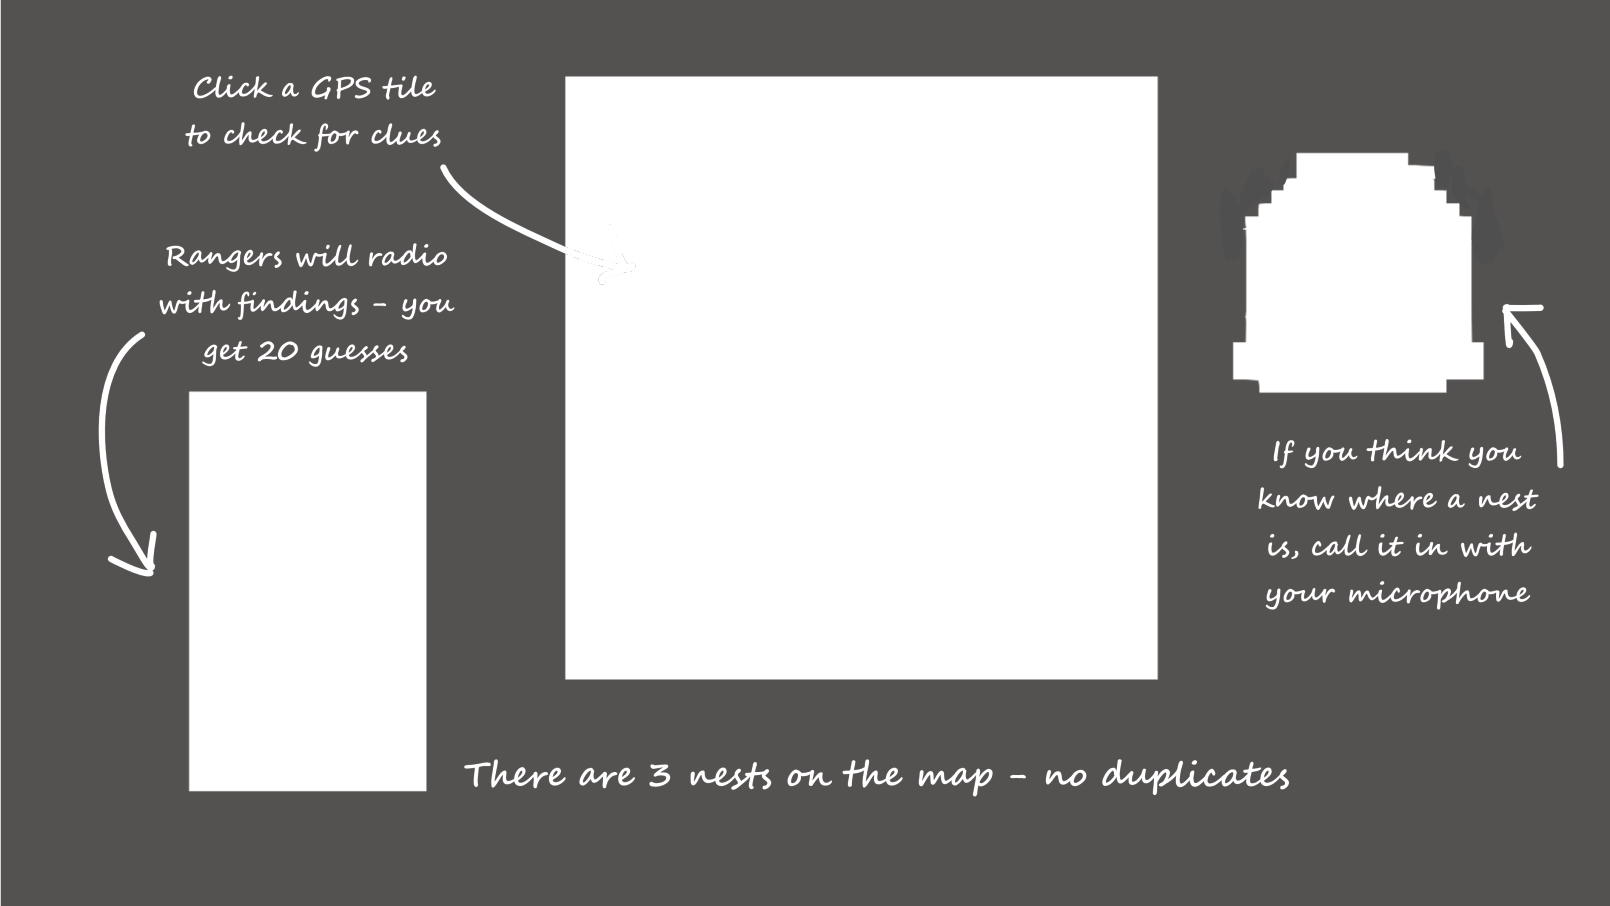 Click a GPS tile
to check for clues
Rangers will radio
with findings - you
get 20 guesses
If you think you
know where a nest
is, call it in with
your microphone
There are 3 nests on the map - no duplicates